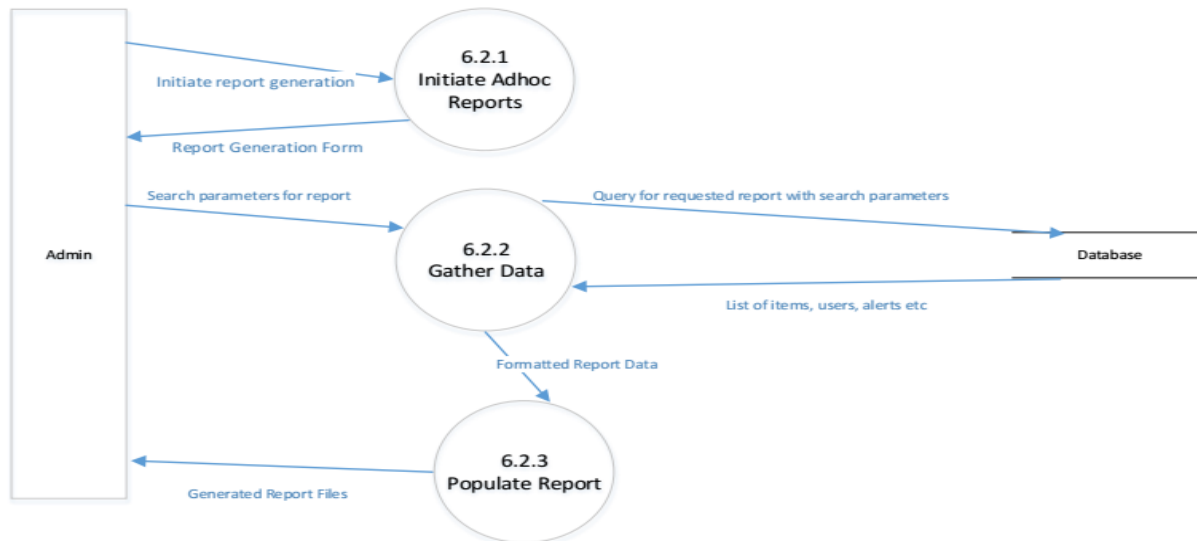 6.2.1
Initiate Adhoc
Reports
Initiate report generation
Report Generation Form
Search parameters for report
Query for requested report with search parameters
6.2.2
Gather Data
Admin
Database
List of items, users, alerts etc
Formatted Report Data
6.2.3
Populate Report
Generated Report Files